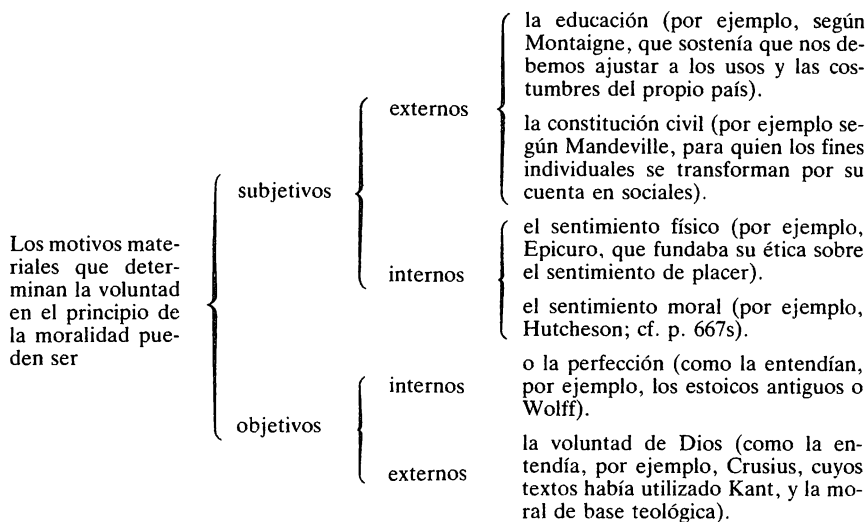 Los motivos mate-
riales que deter-
minan la voluntad
en el principio de
la moralidad pue-
den ser
subjetivos
externos
la educación (por ejemplo, según
Montaigne, que sostenía que nos de-
bemos ajustar a los usos y las cos-
tumbres del propio país).
la constitución civil (por ejemplo se-
gún Mandeville, para quien los fines
individuales se transforman por su
cuenta en sociales).
internos
el sentimiento físico (por ejemplo,
Epicuro, que fundaba su ética sobre
el sentimiento de placer).
el sentimiento moral (por ejemplo,
Hutcheson; cf. p. 667s).
objetivos
internos
o la perfección (como la entendían,
por ejemplo, los estoicos antiguos o
Wolff).
externos
la voluntad de Dios (como la en-
tendía, por ejemplo, Crusius, cuyos
textos había utilizado Kant, y la mo-
ral de base teológica).